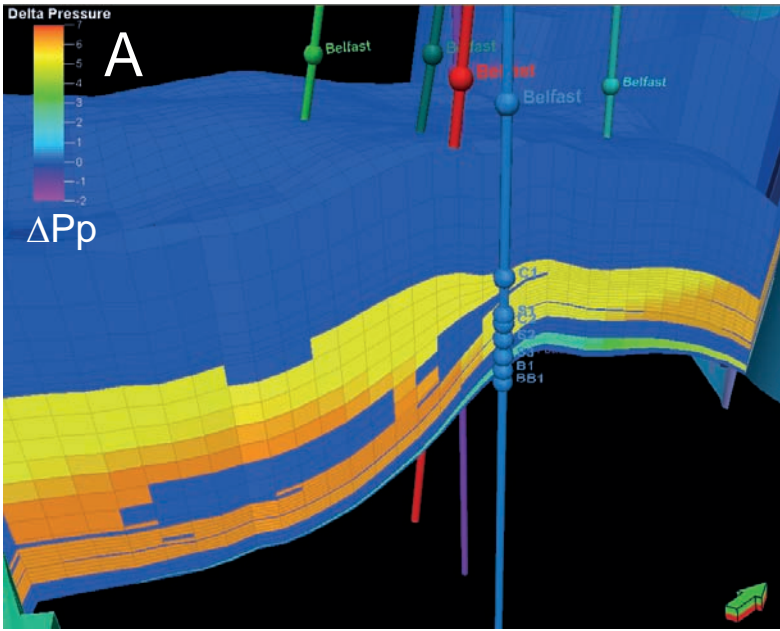 Delta Pressure
7
6
5
4
3
2
1
0
-1
-2
A
ΔPp
Belfast
Belfast
Belfast
Belfast
Belfast
C1
S1
C2
S2
S3
B1
BB1